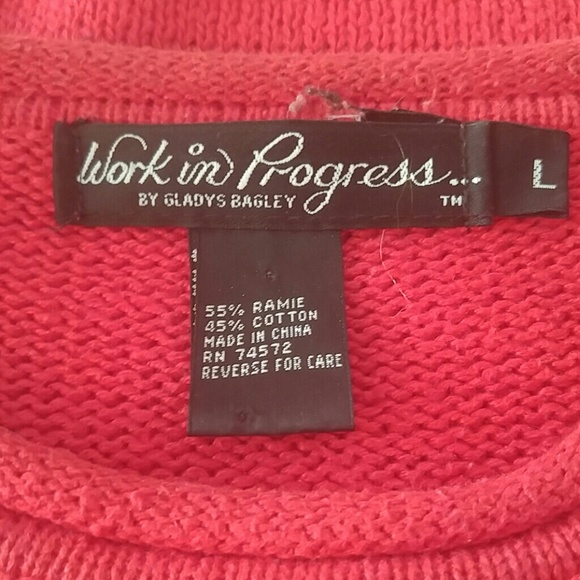 Work in Progress...
BY GLADYS BAGLEY TM
L
55% RAMIE
45% COTTON
MADE IN CHINA
RN 74572
REVERSE FOR CARE